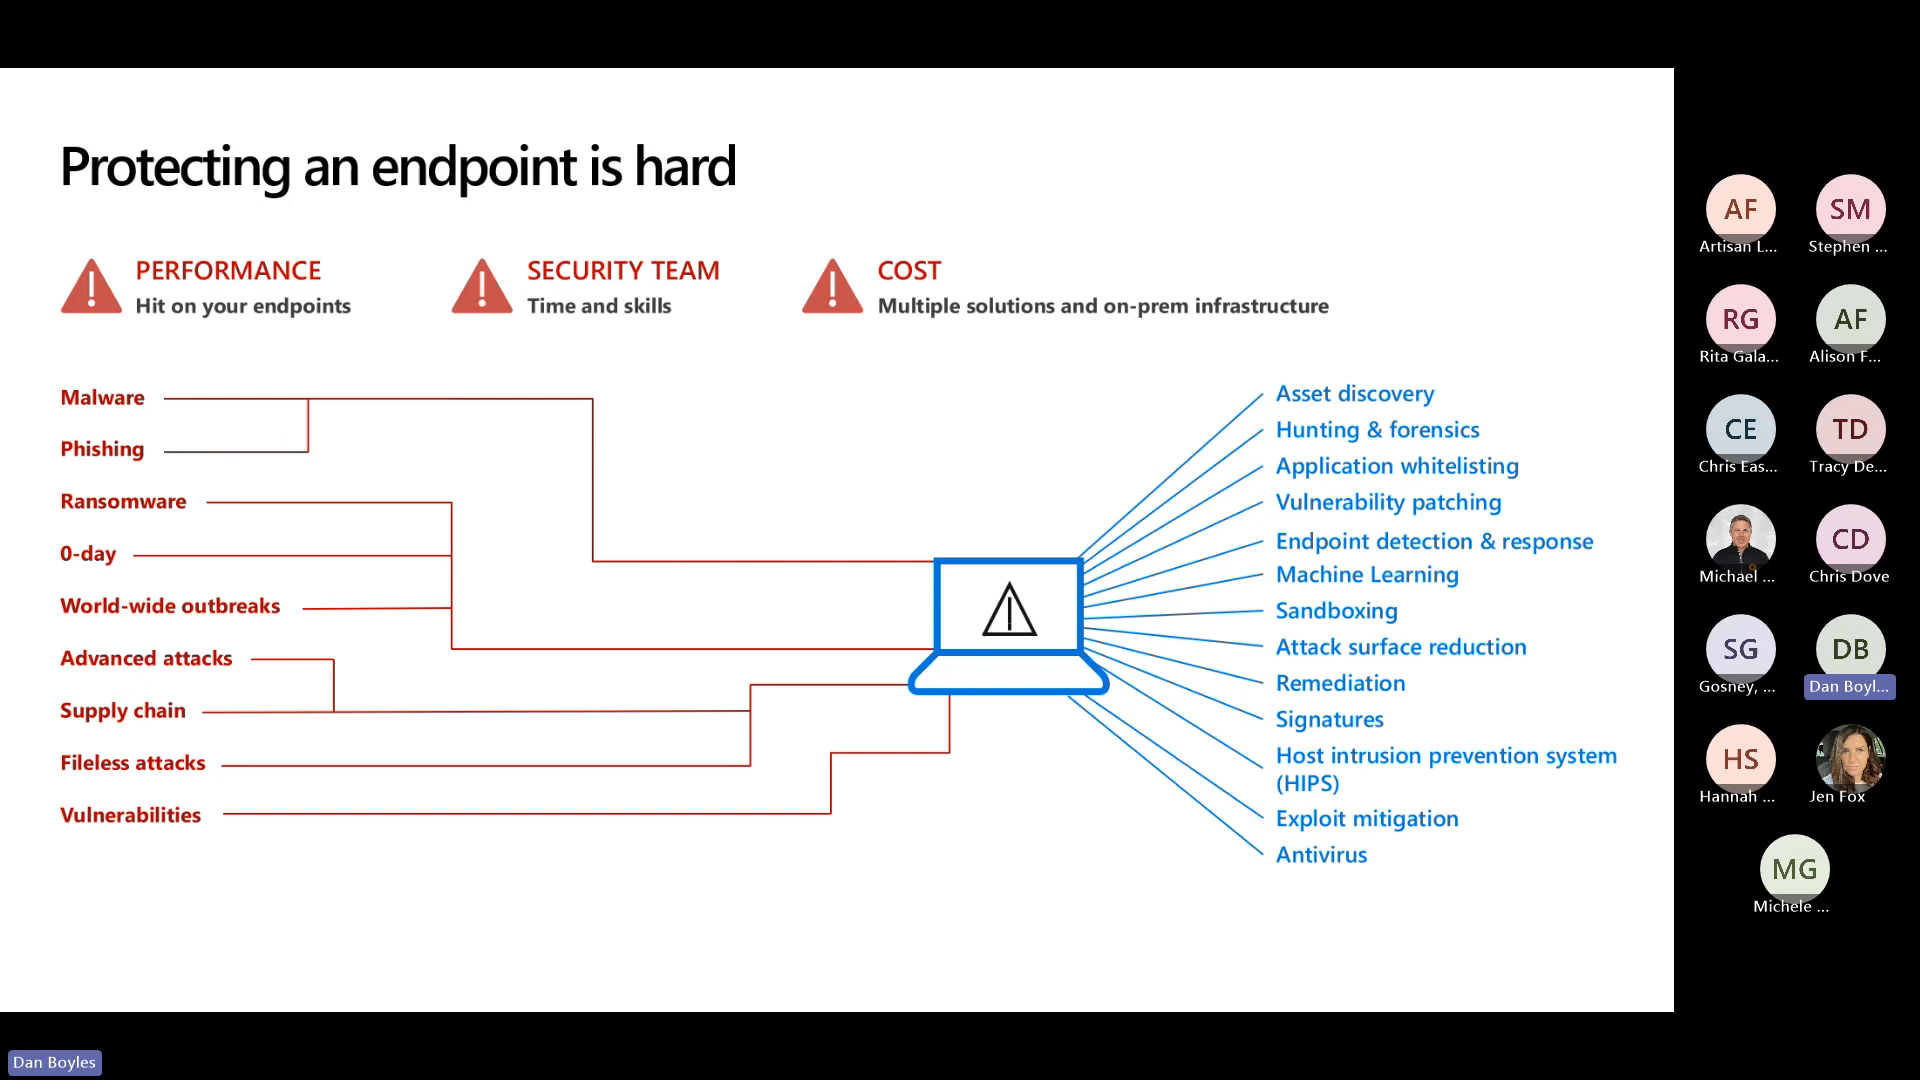 Protecting an endpoint is hard
PERFORMANCE
Hit on your endpoints
SECURITY TEAM
Time and skills
COST
Multiple solutions and on-prem infrastructure
Malware
Phishing
Ransomware
0-day
World-wide outbreaks
Advanced attacks
Supply chain
Fileless attacks
Vulnerabilities
Asset discovery
Hunting & forensics
Application whitelisting
Vulnerability patching
Endpoint detection & response
Machine Learning
Sandboxing
Attack surface reduction
Remediation
Signatures
Host intrusion prevention system
(HIPS)
Exploit mitigation
Antivirus
AF
Artisan L...
SM
Stephen ...
RG
Rita Gala...
AF
Alison F...
CE
Chris Eas...
TD
Tracy De...
Michael ...
CD
Chris Dove
SG
Gosney, ...
DB
Dan Boyl...
HS
Hannah ...
Jen Fox
MG
Michele ...
Dan Boyles